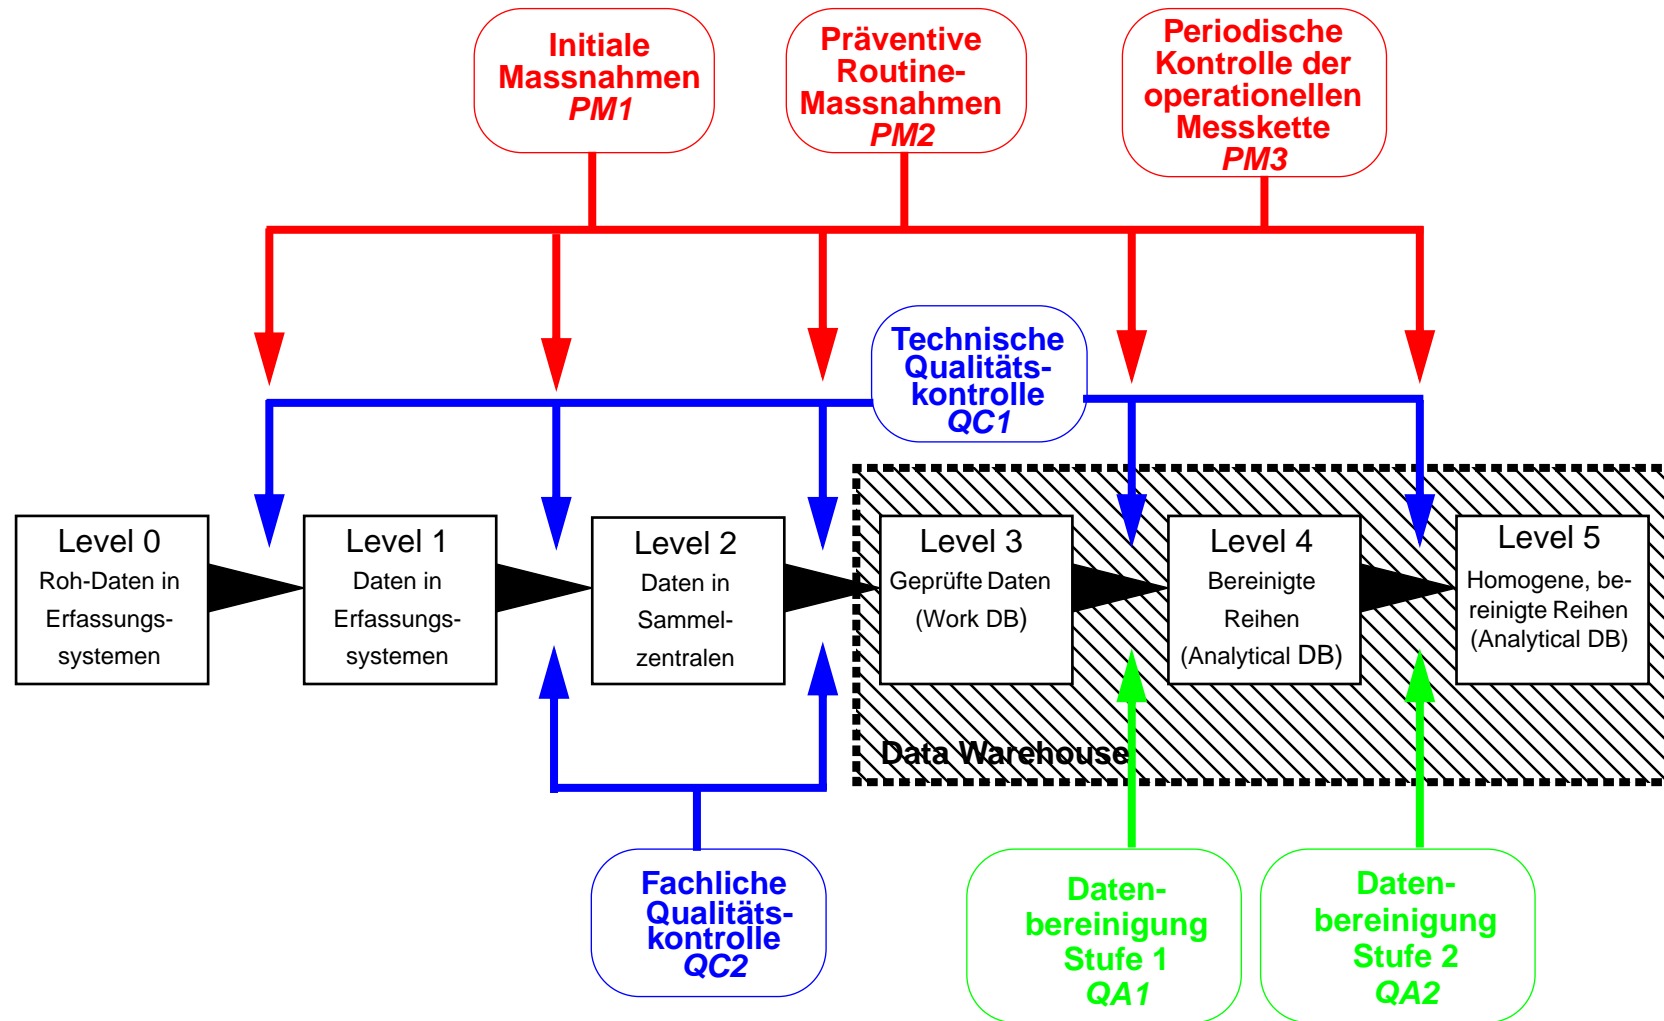 Initiale
Massnahmen
PM1
Präventive
Routine-
Massnahmen
PM2
Periodische
Kontrolle der
operationellen
Messkette
PM3
Technische
Qualitäts-
kontrolle
QC1
Level 0
Roh-Daten in
Erfassungs-
systemen
Level 1
Daten in
Erfassungs-
systemen
Level 2
Daten in
Sammel-
zentralen
Level 3
Geprüfte Daten
(Work DB)
Level 4
Bereinigte
Reihen
(Analytical DB)
Level 5
Homogene, be-
reinigte Reihen
(Analytical DB)
Data Warehouse
Fachliche
Qualitäts-
kontrolle
QC2
Daten-
bereinigung
Stufe 1
QA1
Daten-
bereinigung
Stufe 2
QA2